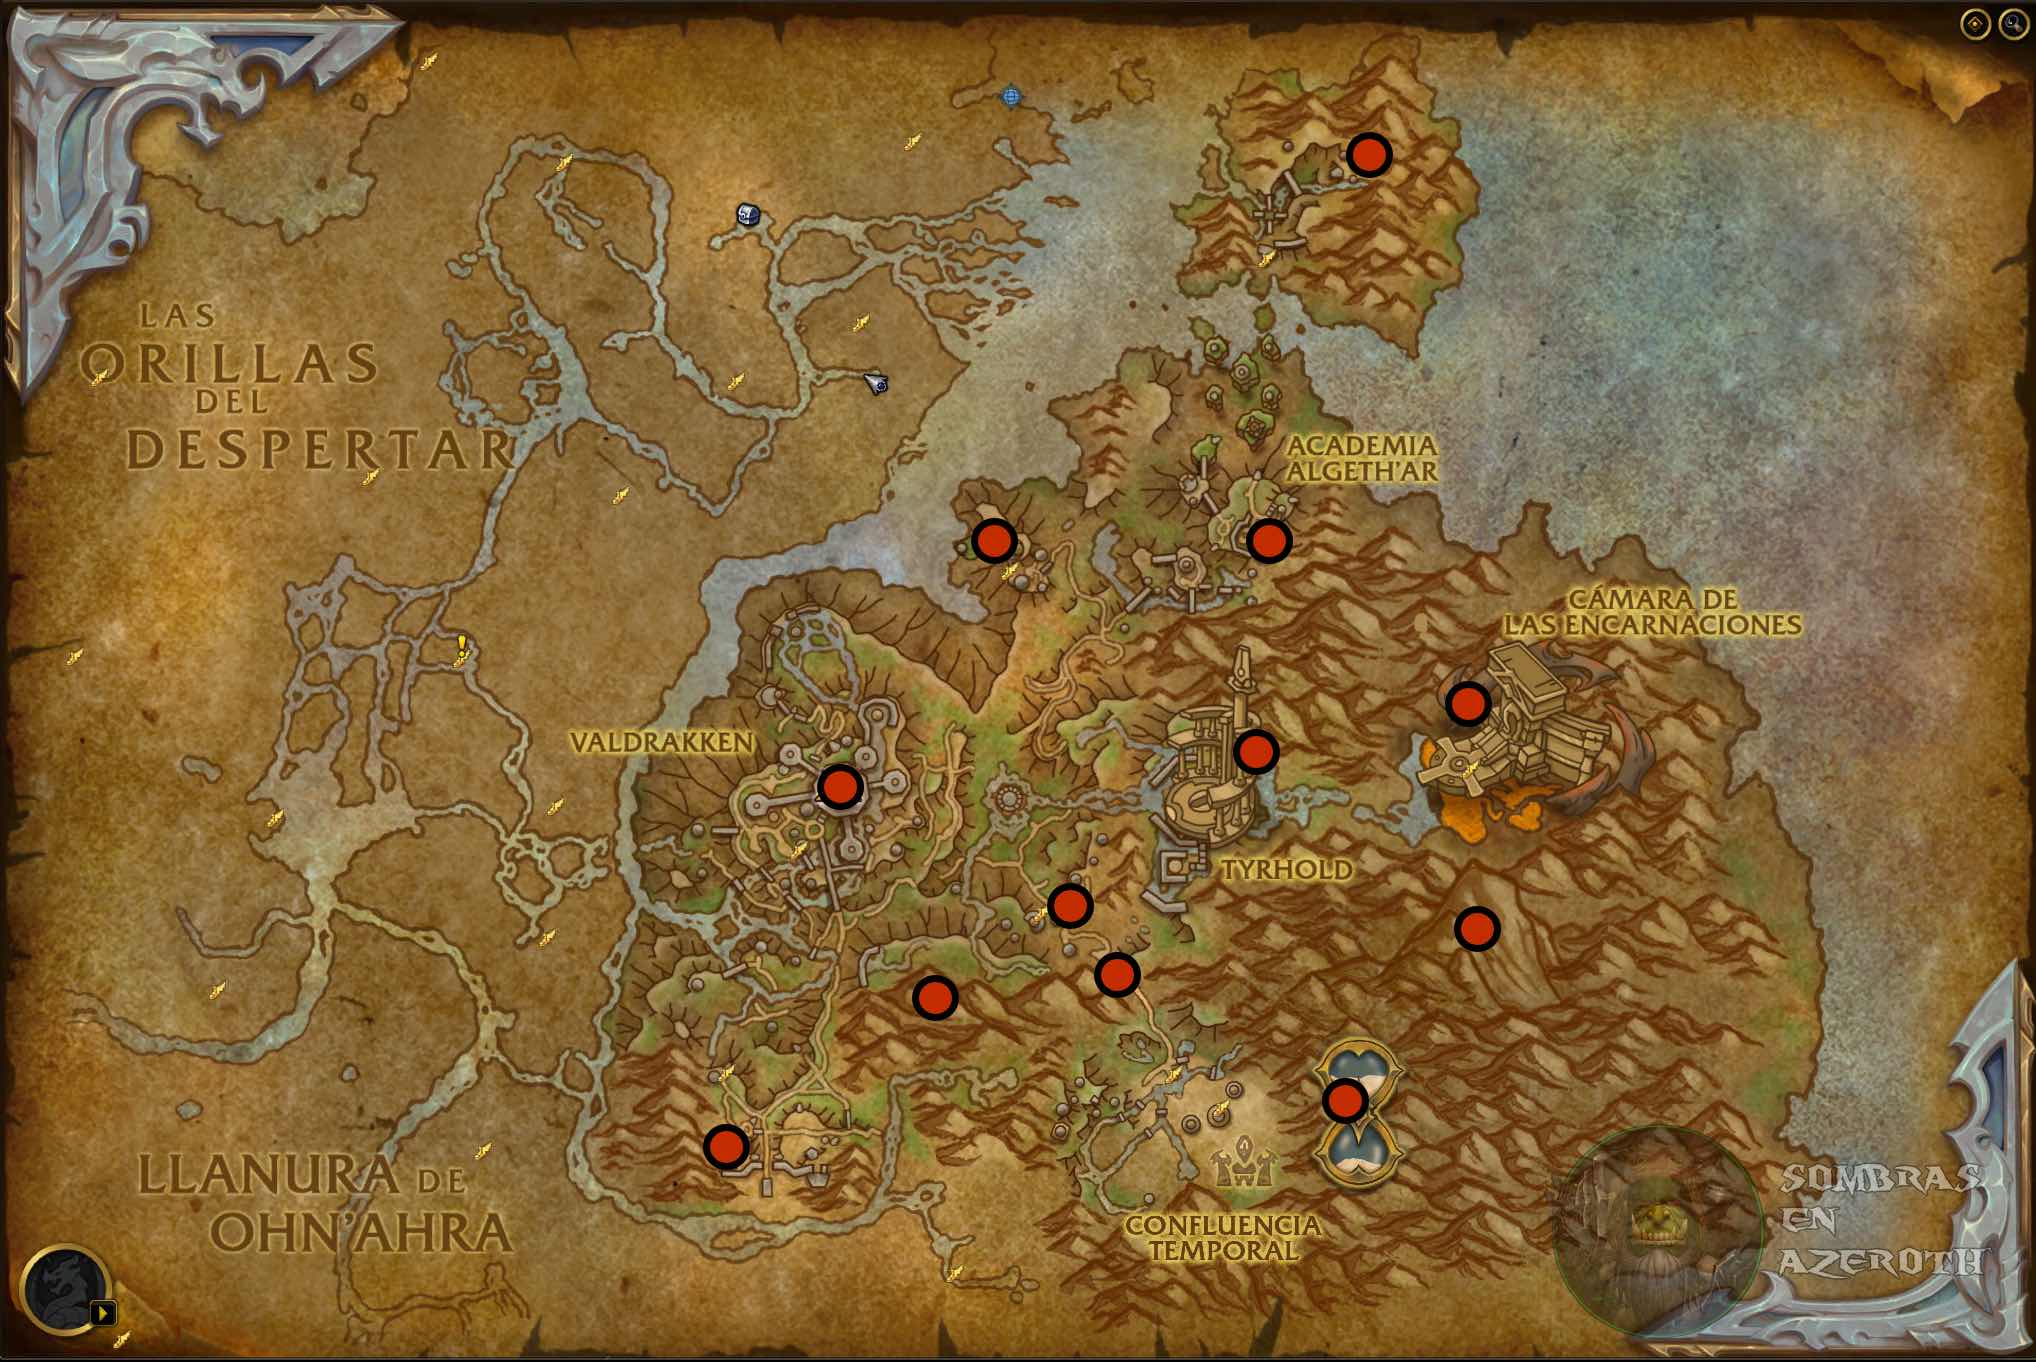 LAS
ORILLAS
DEL
DESPERTAR
ACADEMIA
ALGETH'AR
CÁMARA DE
LAS ENCARNACIONES
VALDRAKKEN
TYRHOLD
LLANURA DE
OHN'AHRA
CONFLUENCIA
TEMPORAL
SOMBRAS
EN
AZEROTH